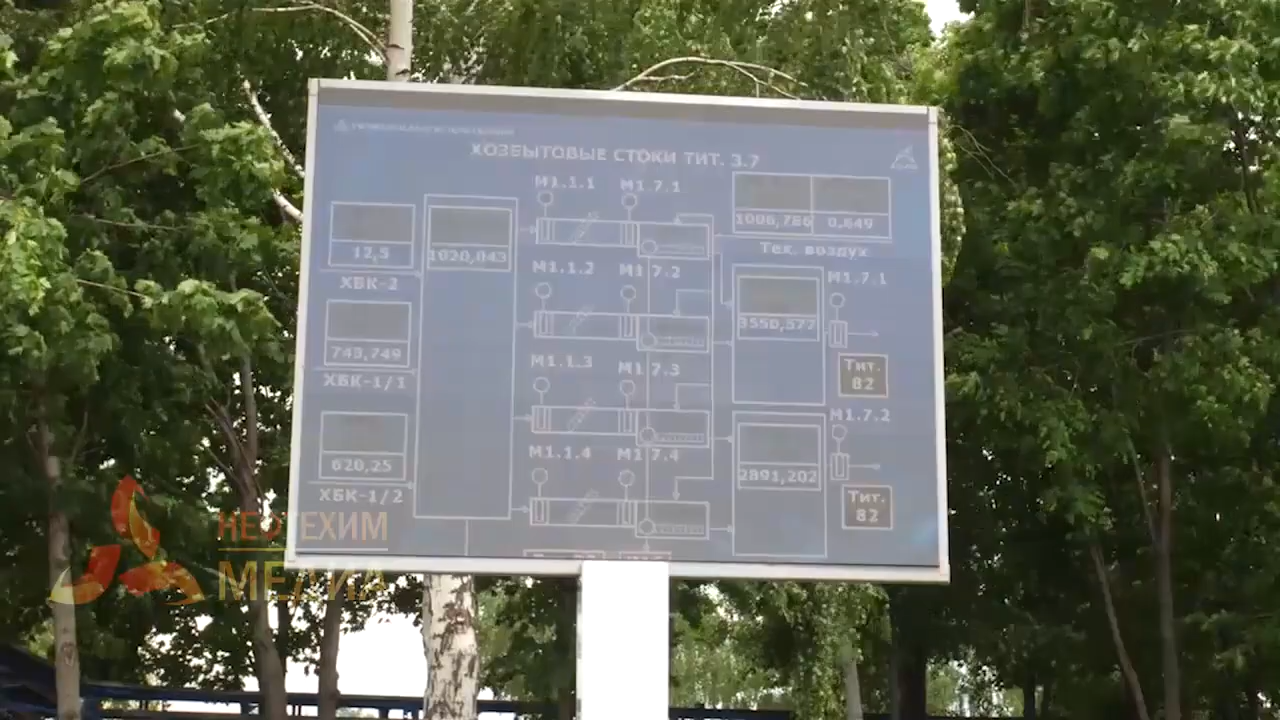 ХОЗБЫТОВЫЕ СТОКИ ТИТ. 3.7
М1.1.1
М1.7.1
12,5
ХБК-2
1020,843
1006,786
0,649
Тех. воздух
М1.1.2
М1.7.2
743,749
ХБК-1/1
3550,577
М1.7.1
Тит.
82
М1.1.3
М1.7.3
620,25
ХБК-1/2
М1.1.4
М1.7.4
2891,202
М1.7.2
Тит.
82
НЕФТЕХИМ
МЕДИА